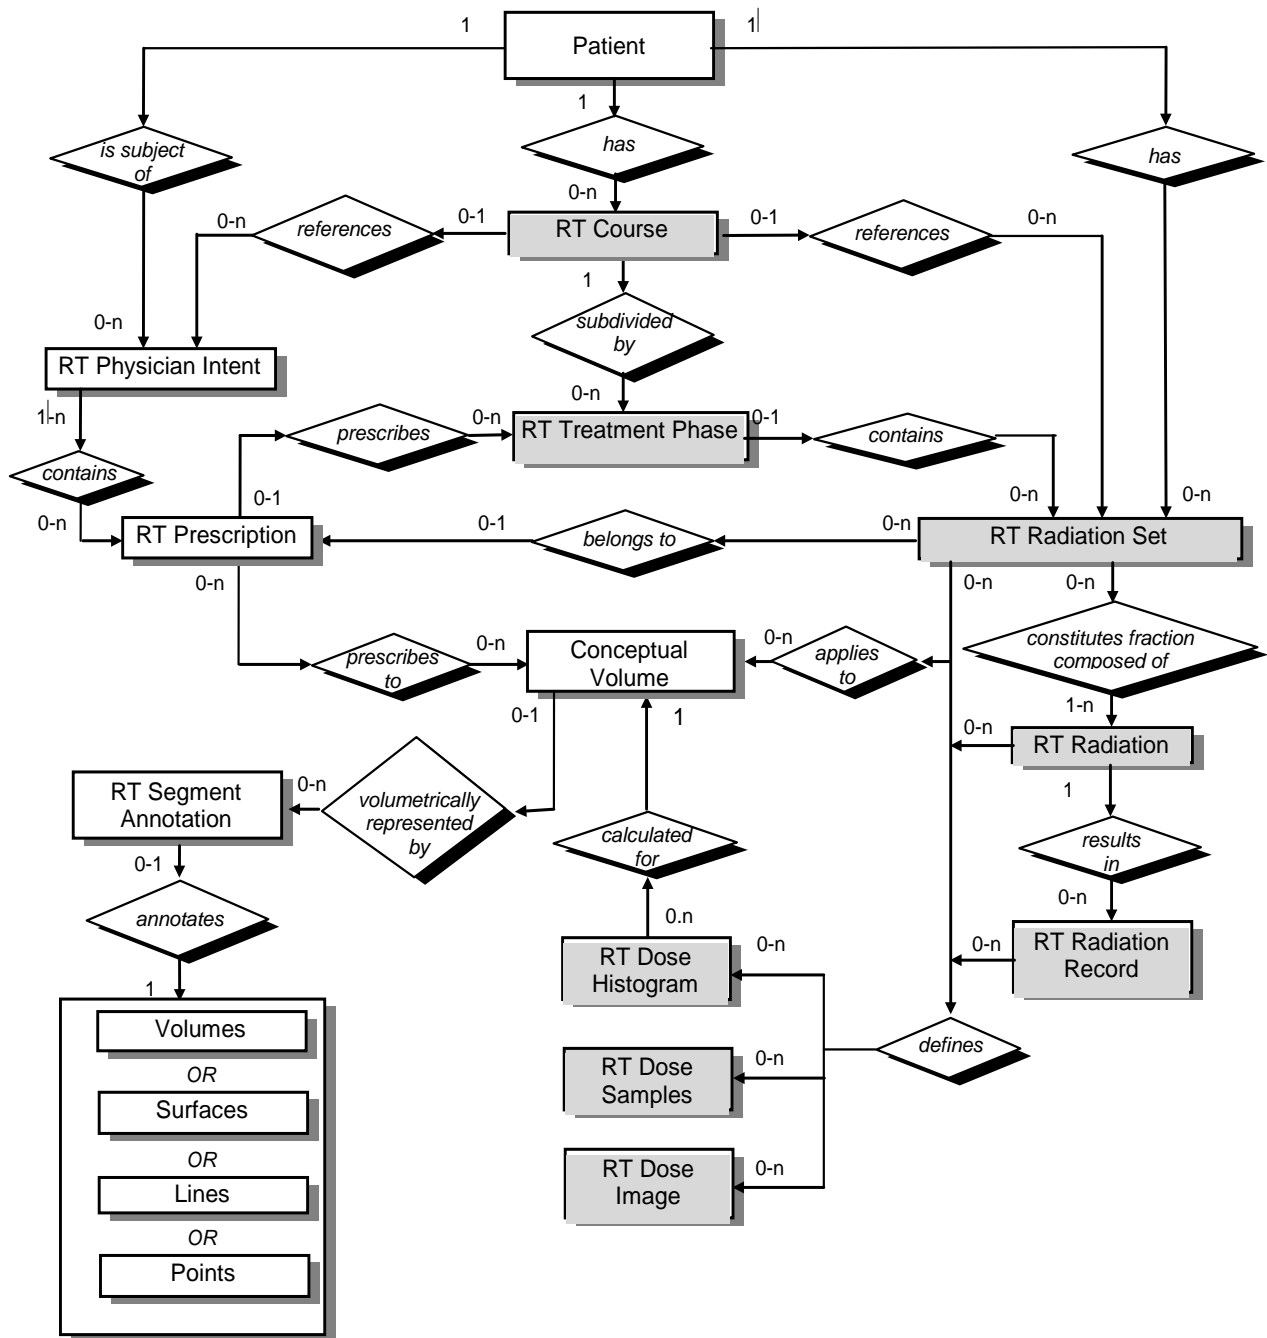 1
1
Patient
1
is subject
of
has
has
0-n
0-n
references
0-1
RT Course
0-1
references
0-n
1
subdivided
by
0-n
RT Physician Intent
0-n
1-n
prescribes
0-n
RT Treatment Phase
0-1
contains
contains
0-1
0-n
0-n
0-n
RT Prescription
0-1
belongs to
0-n
RT Radiation Set
0-n
0-n
0-n
prescribes
to
0-n
Conceptual
Volume
0-n
applies
to
constitutes fraction
composed of
0-1
1
1-n
0-n
RT Radiation
RT Segment
Annotation
0-n
volumetrically
represented
by
calculated
for
1
results
in
0-1
annotates
0-n
0.n
RT Dose
Histogram
0-n
0-n
RT Radiation
Record
1
Volumes
OR
Surfaces
OR
Lines
OR
Points
defines
RT Dose
Samples
0-n
RT Dose
Image
0-n